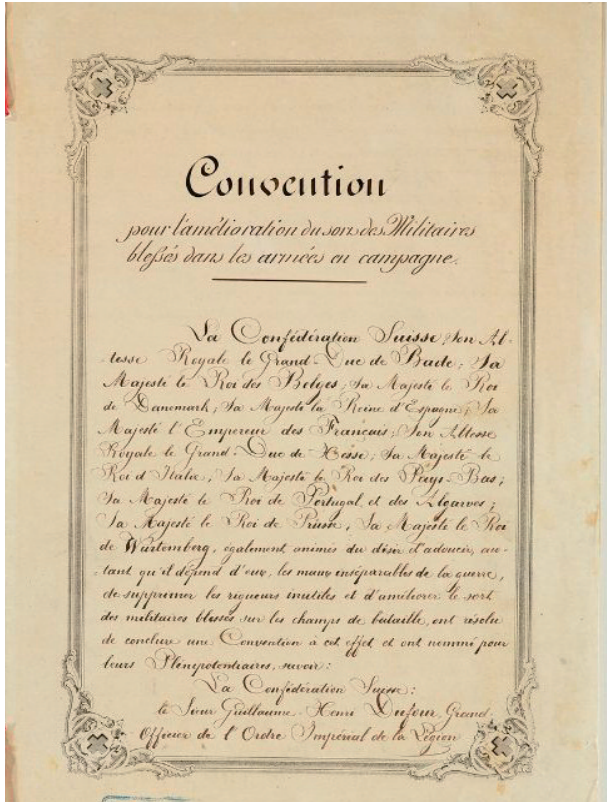 Convention
pour l'amélioration du sort des Militaires
blessés dans les armées en campagne.
La Confédération Suisse; Son Al-
tesse Royale le Grand-Duc de Bade; Sa
Majesté le Roi des Belges; Sa Majesté le Roi
de Danemark; Sa Majesté la Reine d'Espagne; Sa
Majesté l'Empereur des Français; Son Altesse
Royale le Grand-Duc de Hesse; Sa Majesté le
Roi d'Italie; Sa Majesté le Roi des Pays-Bas;
Sa Majesté le Roi de Portugal et des Algarves;
Sa Majesté le Roi de Prusse, Sa Majesté le Roi
de Wurtemberg, également animés du désir d'adoucir, au-
tant qu'il dépend d'eux, les maux inséparables de la guerre,
de supprimer les rigueurs inutiles et d'améliorer le sort
des militaires blessés sur les champs de bataille, ont résolu
de conclure une Convention à cet effet et ont nommé pour
leurs Plénipotentiaires, savoir:
La Confédération Suisse:
le Sieur Guillaume-Henri Dufour, Grand
Officier de l'Ordre Impérial de la Légion